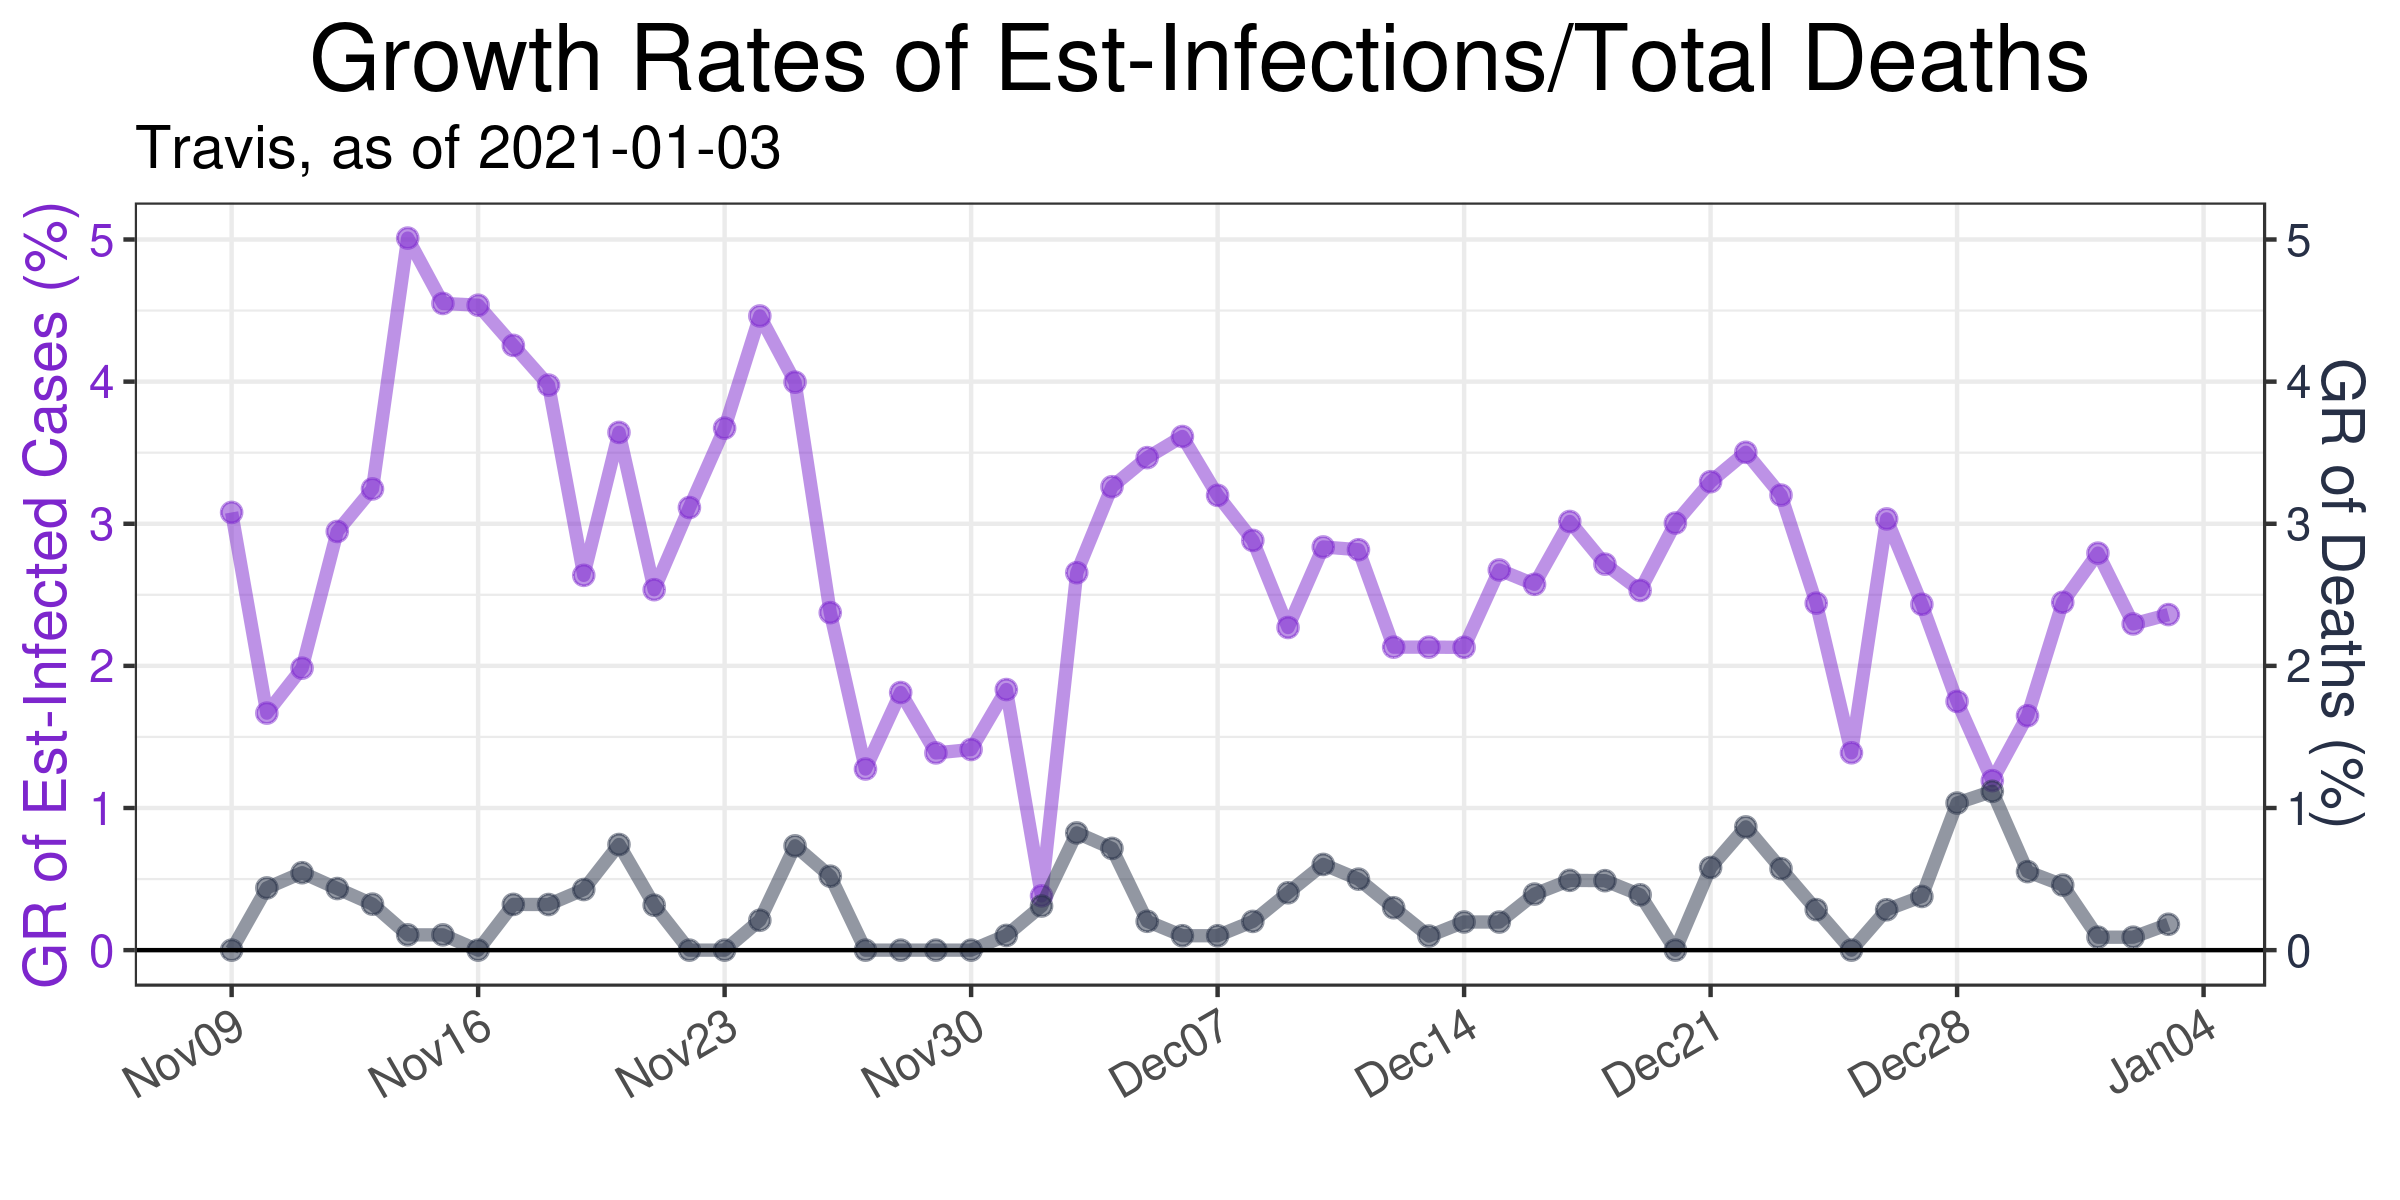 Growth Rates of Est-Infections/Total Deaths
Travis, as of 2021-01-03
GR of Est-Infected Cases (%)
5
4
3
2
1
0
5
4
3
2
1
0
GR of Deaths (%)
Nov09
Nov16
Nov23
Nov30
Dec07
Dec14
Dec21
Dec28
Jan04